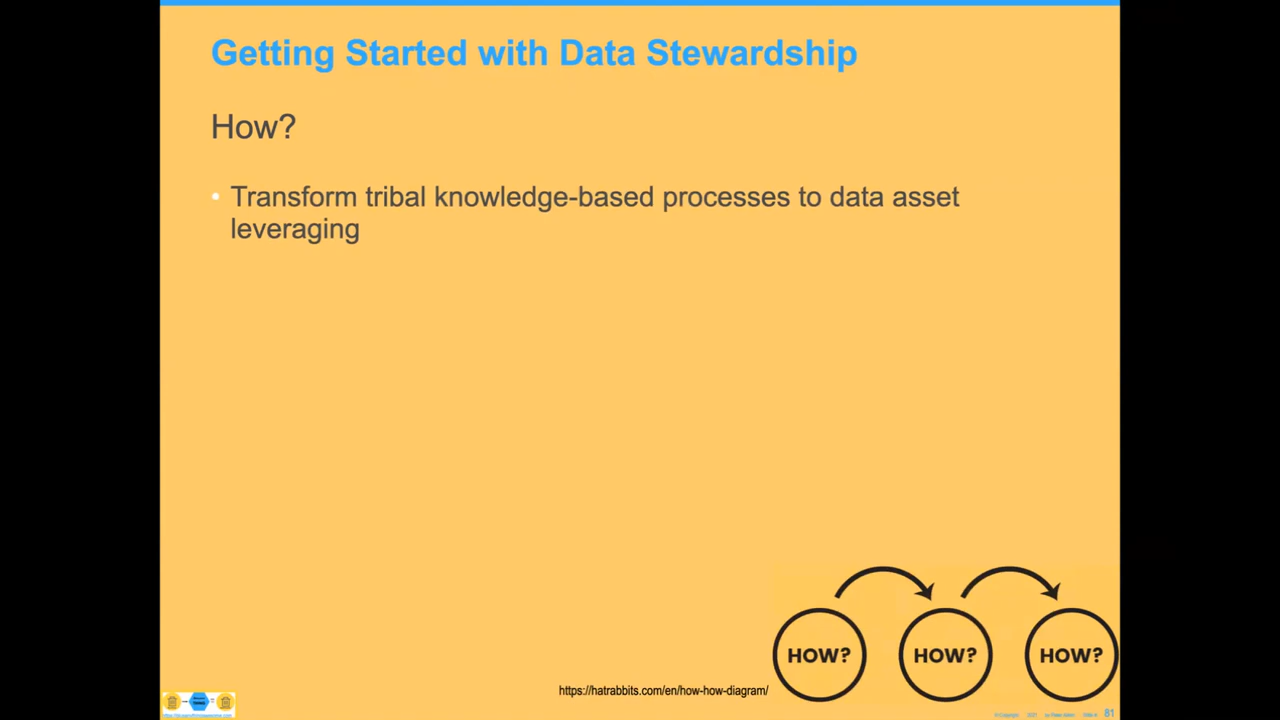 Getting Started with Data Stewardship
How?
• Transform tribal knowledge-based processes to data asset
leveraging
HOW?
HOW?
HOW?
https://hatrabbits.com/en/how-how-diagram/
81